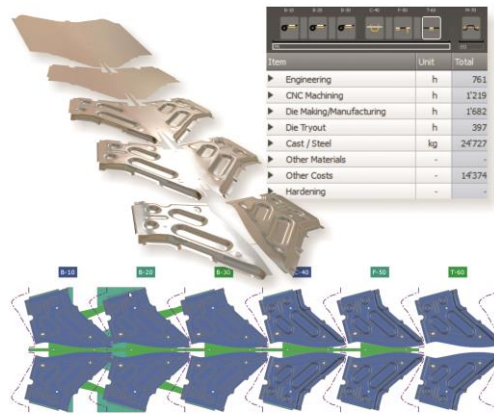 B-10 B-20 B-30 C-40 F-50 T-60
Item Unit Total
Engineering h 761
CNC Machining h 1'219
Die Making/Manufacturing h 1'682
Die Tryout h 397
Cast / Steel kg 24'727
Other Materials - -
Other Costs - 14'374
Hardening - -
B-10 B-20 B-30 C-40 F-50 T-60